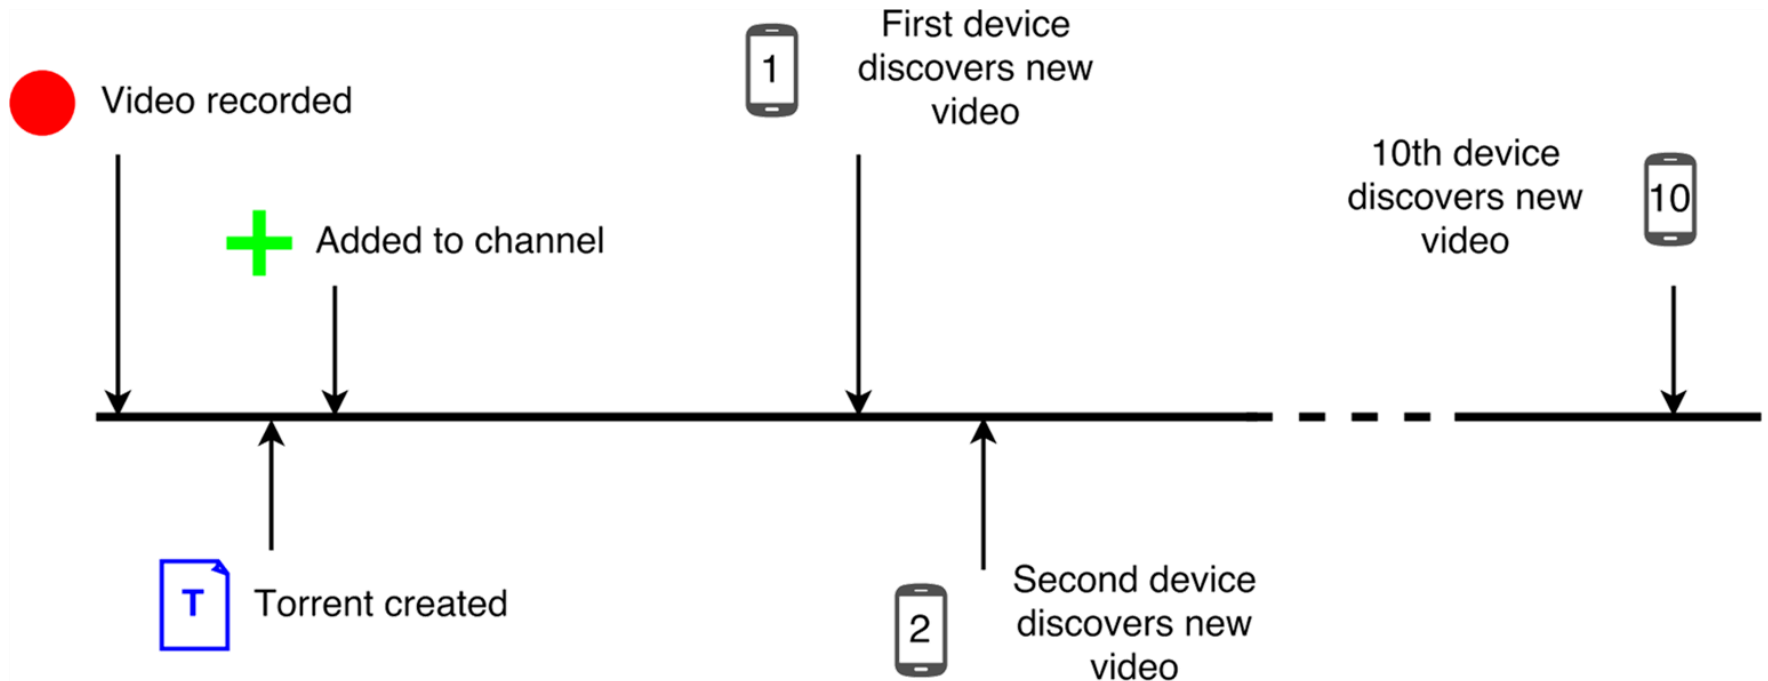 Video recorded
Added to channel
1
First device
discovers new
video
10th device
discovers new
video
10
T
Torrent created
2
Second device
discovers new
video